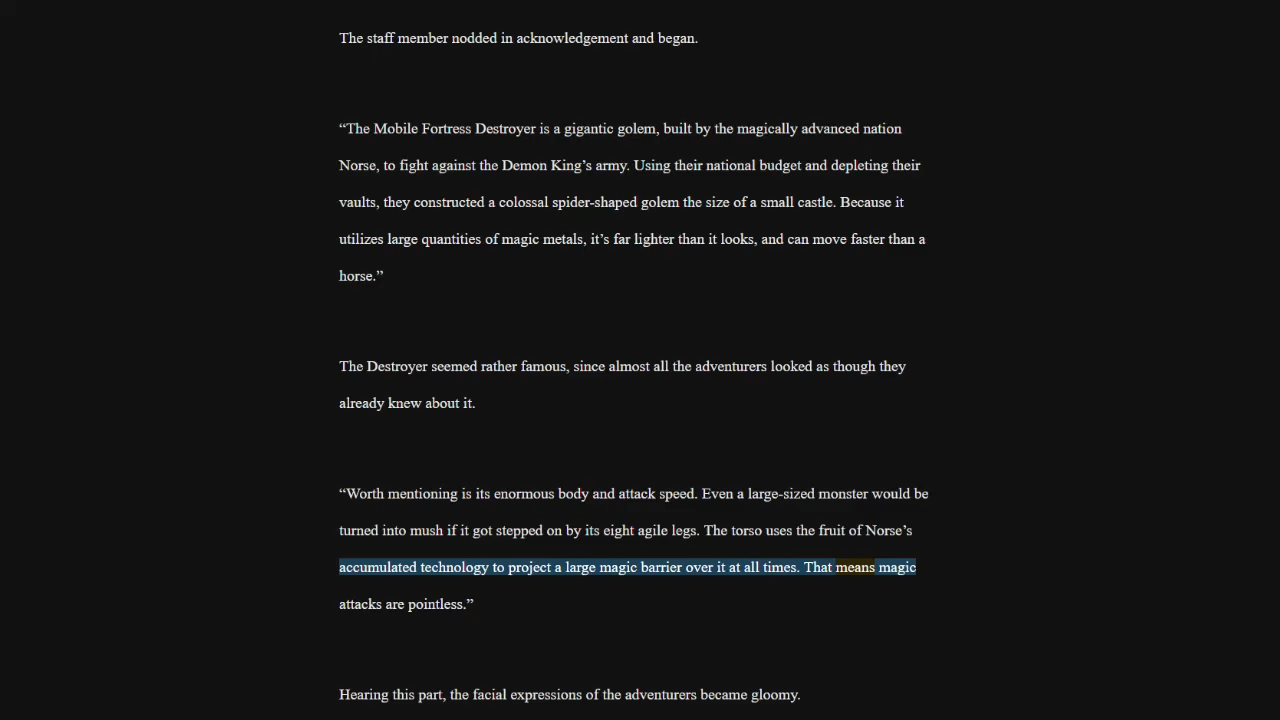 The staff member nodded in acknowledgement and began.
“The Mobile Fortress Destroyer is a gigantic golem, built by the magically advanced nation
Norse, to fight against the Demon King’s army. Using their national budget and depleting their
vaults, they constructed a colossal spider-shaped golem the size of a small castle. Because it
utilizes large quantities of magic metals, it’s far lighter than it looks, and can move faster than a
horse.”
The Destroyer seemed rather famous, since almost all the adventurers looked as though they
already knew about it.
“Worth mentioning is its enormous body and attack speed. Even a large-sized monster would be
turned into mush if it got stepped on by its eight agile legs. The torso uses the fruit of Norse’s
accumulated technology to project a large magic barrier over it at all times. That means magic
attacks are pointless.”
Hearing this part, the facial expressions of the adventurers became gloomy.